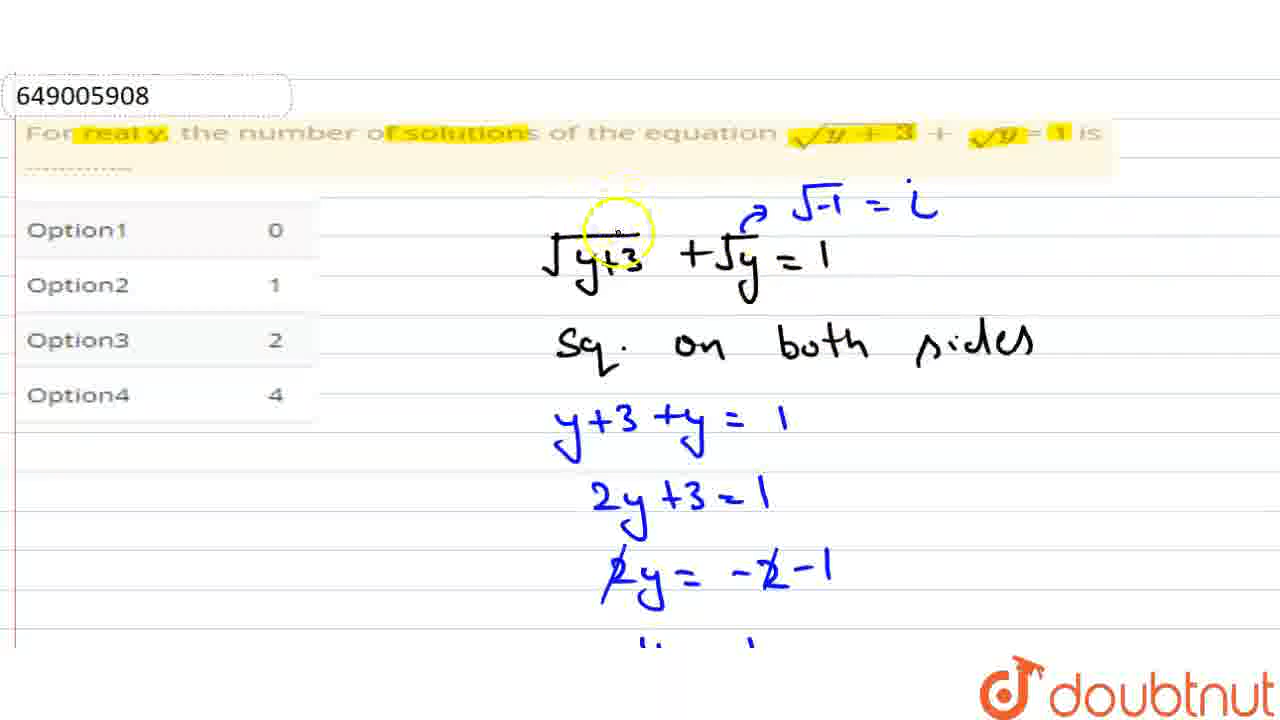 649005908
For real y, the number of solutions of the equation √y + 3 + √y = 1 is
............
Option1 0
Option2 1
Option3 2
Option4 4
√-1 = i
√y+3 + √y = 1
Sq. on both sides
y+3 +y = 1
2y+3 = 1
2y = -2 -1
doubtnut